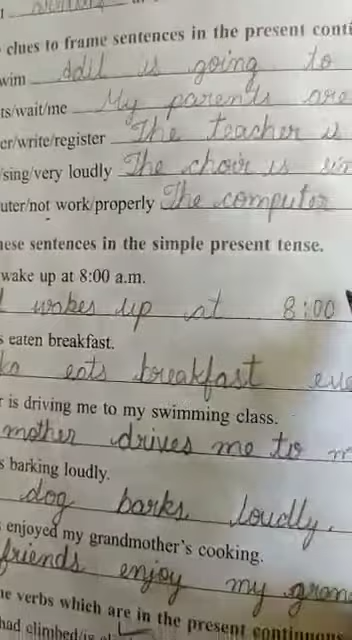 clues to frame sentences in the present conti
wim Adil is going to
ts/wait/me My parents are
er/write/register The teacher is
/sing/very loudly The choir is sin
uter/not work/properly The computer
ese sentences in the simple present tense.
wake up at 8:00 a.m.
wakes up at 8:00
s eaten breakfast.
eats breakfast eve
r is driving me to my swimming class.
mother drives me to m
s barking loudly.
dog barks loudly.
enjoyed my grandmother's cooking.
friends enjoy my gran
e verbs which are in the present continuous
had climbed/is